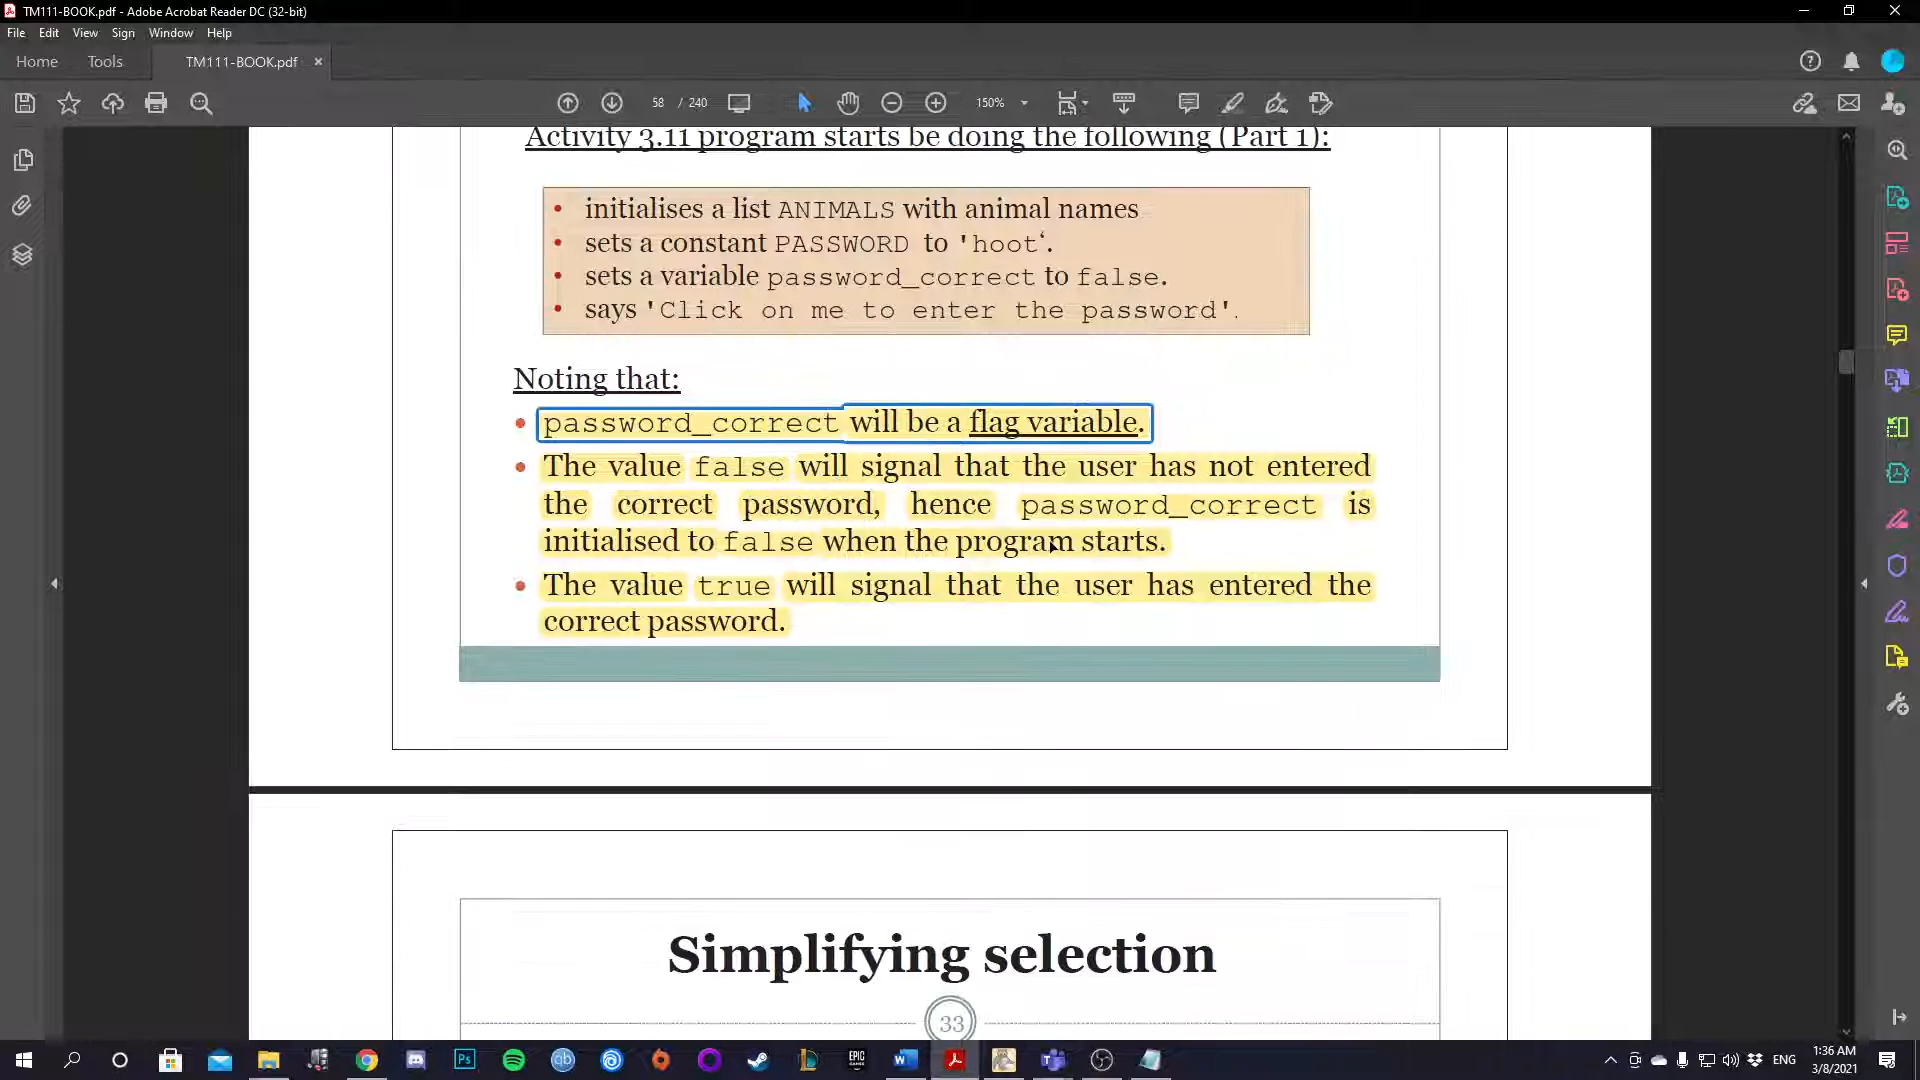 TM111-BOOK.pdf - Adobe Acrobat Reader DC (32-bit)
File Edit View Sign Window Help
Home Tools TM111-BOOK.pdf
58 / 240 150%
Activity 3.11 program starts be doing the following (Part 1):
• initialises a list ANIMALS with animal names
• sets a constant PASSWORD to 'hoot‘.
• sets a variable password_correct to false.
• says 'Click on me to enter the password'.
Noting that:
• password_correct will be a flag variable.
• The value false will signal that the user has not entered
the correct password, hence password_correct is
initialised to false when the program starts.
• The value true will signal that the user has entered the
correct password.
Simplifying selection
33
Ps qb EPIC GAMES ENG 1:36 AM
3/8/2021